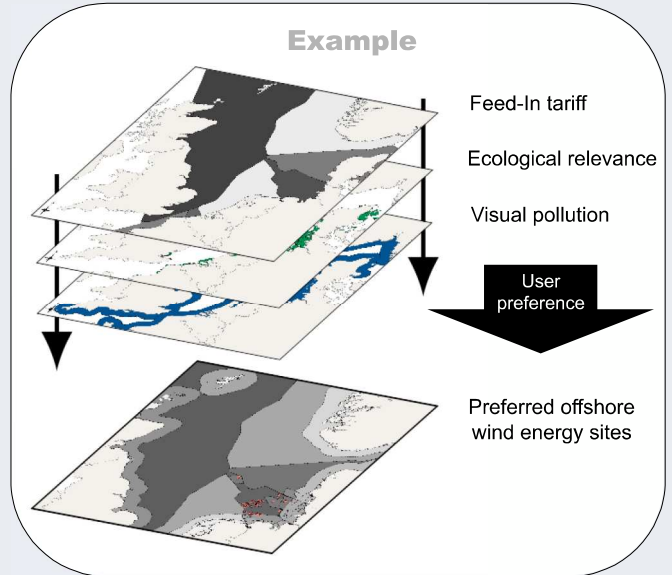 Example
Feed-In tariff
Ecological relevance
Visual pollution
User
preference
Preferred offshore
wind energy sites